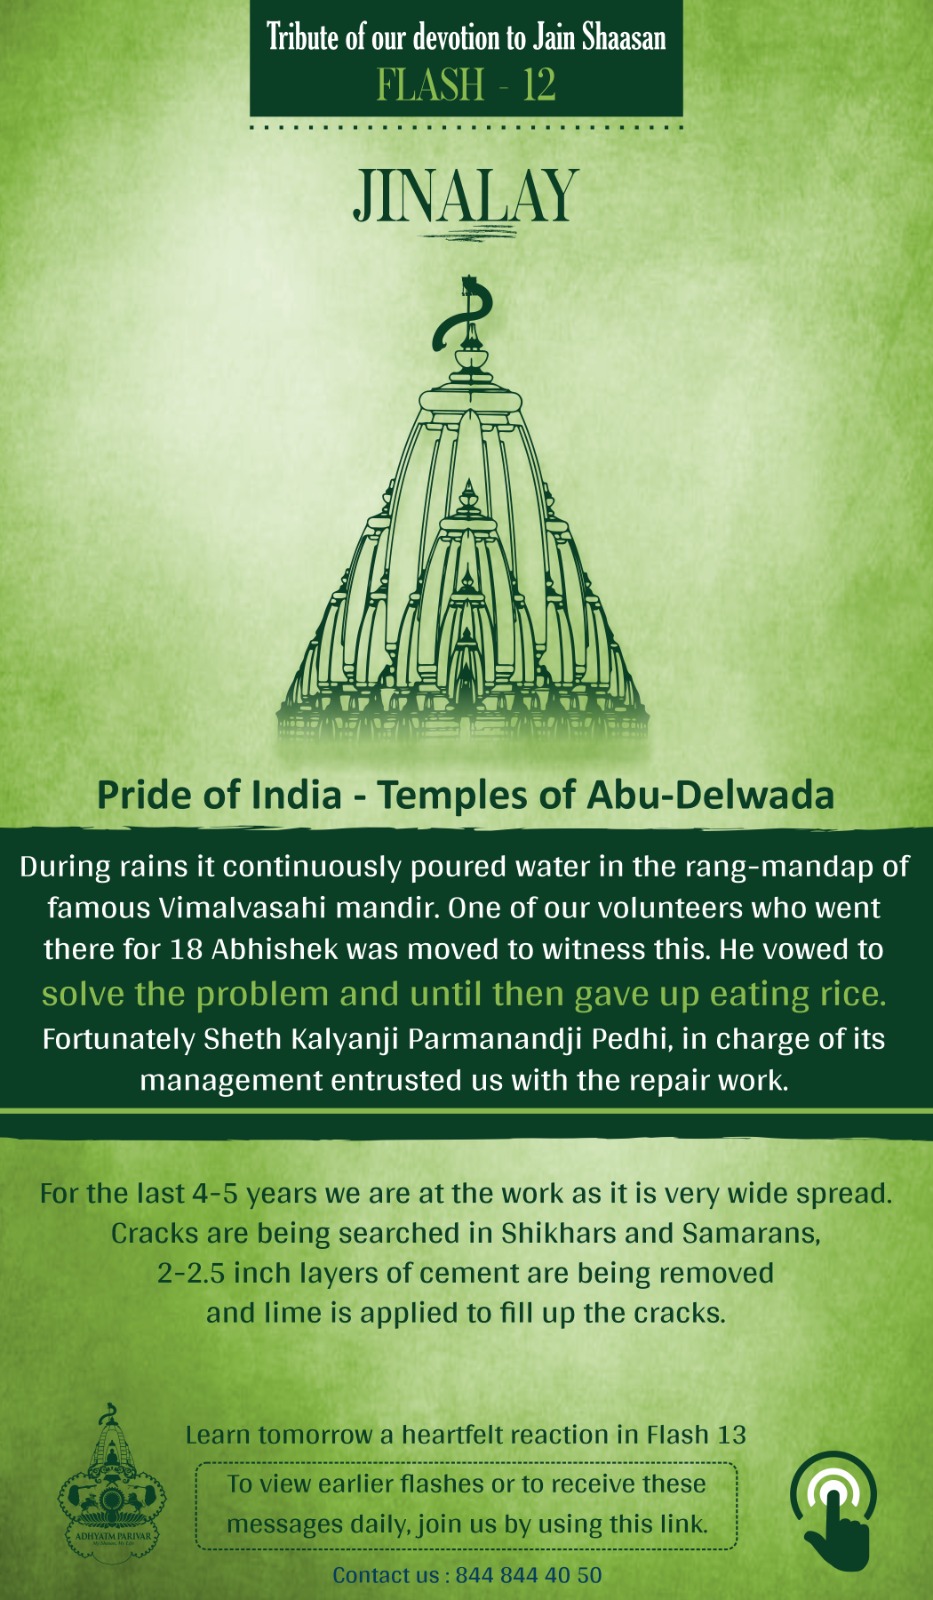 Tribute of our devotion to Jain Shaasan
FLASH - 12
JINALAY
Pride of India - Temples of Abu-Delwada
During rains it continuously poured water in the rang-mandap of
famous Vimalvasahi mandir. One of our volunteers who went
there for 18 Abhishek was moved to witness this. He vowed to
solve the problem and until then gave up eating rice.
Fortunately Sheth Kalyanji Parmanandji Pedhi, in charge of its
management entrusted us with the repair work.
For the last 4-5 years we are at the work as it is very wide spread.
Cracks are being searched in Shikhars and Samarans,
2-2.5 inch layers of cement are being removed
and lime is applied to fill up the cracks.
Learn tomorrow a heartfelt reaction in Flash 13
To view earlier flashes or to receive these
messages daily, join us by using this link.
ADHYATM PARIVAR
Contact us : 844 844 40 50